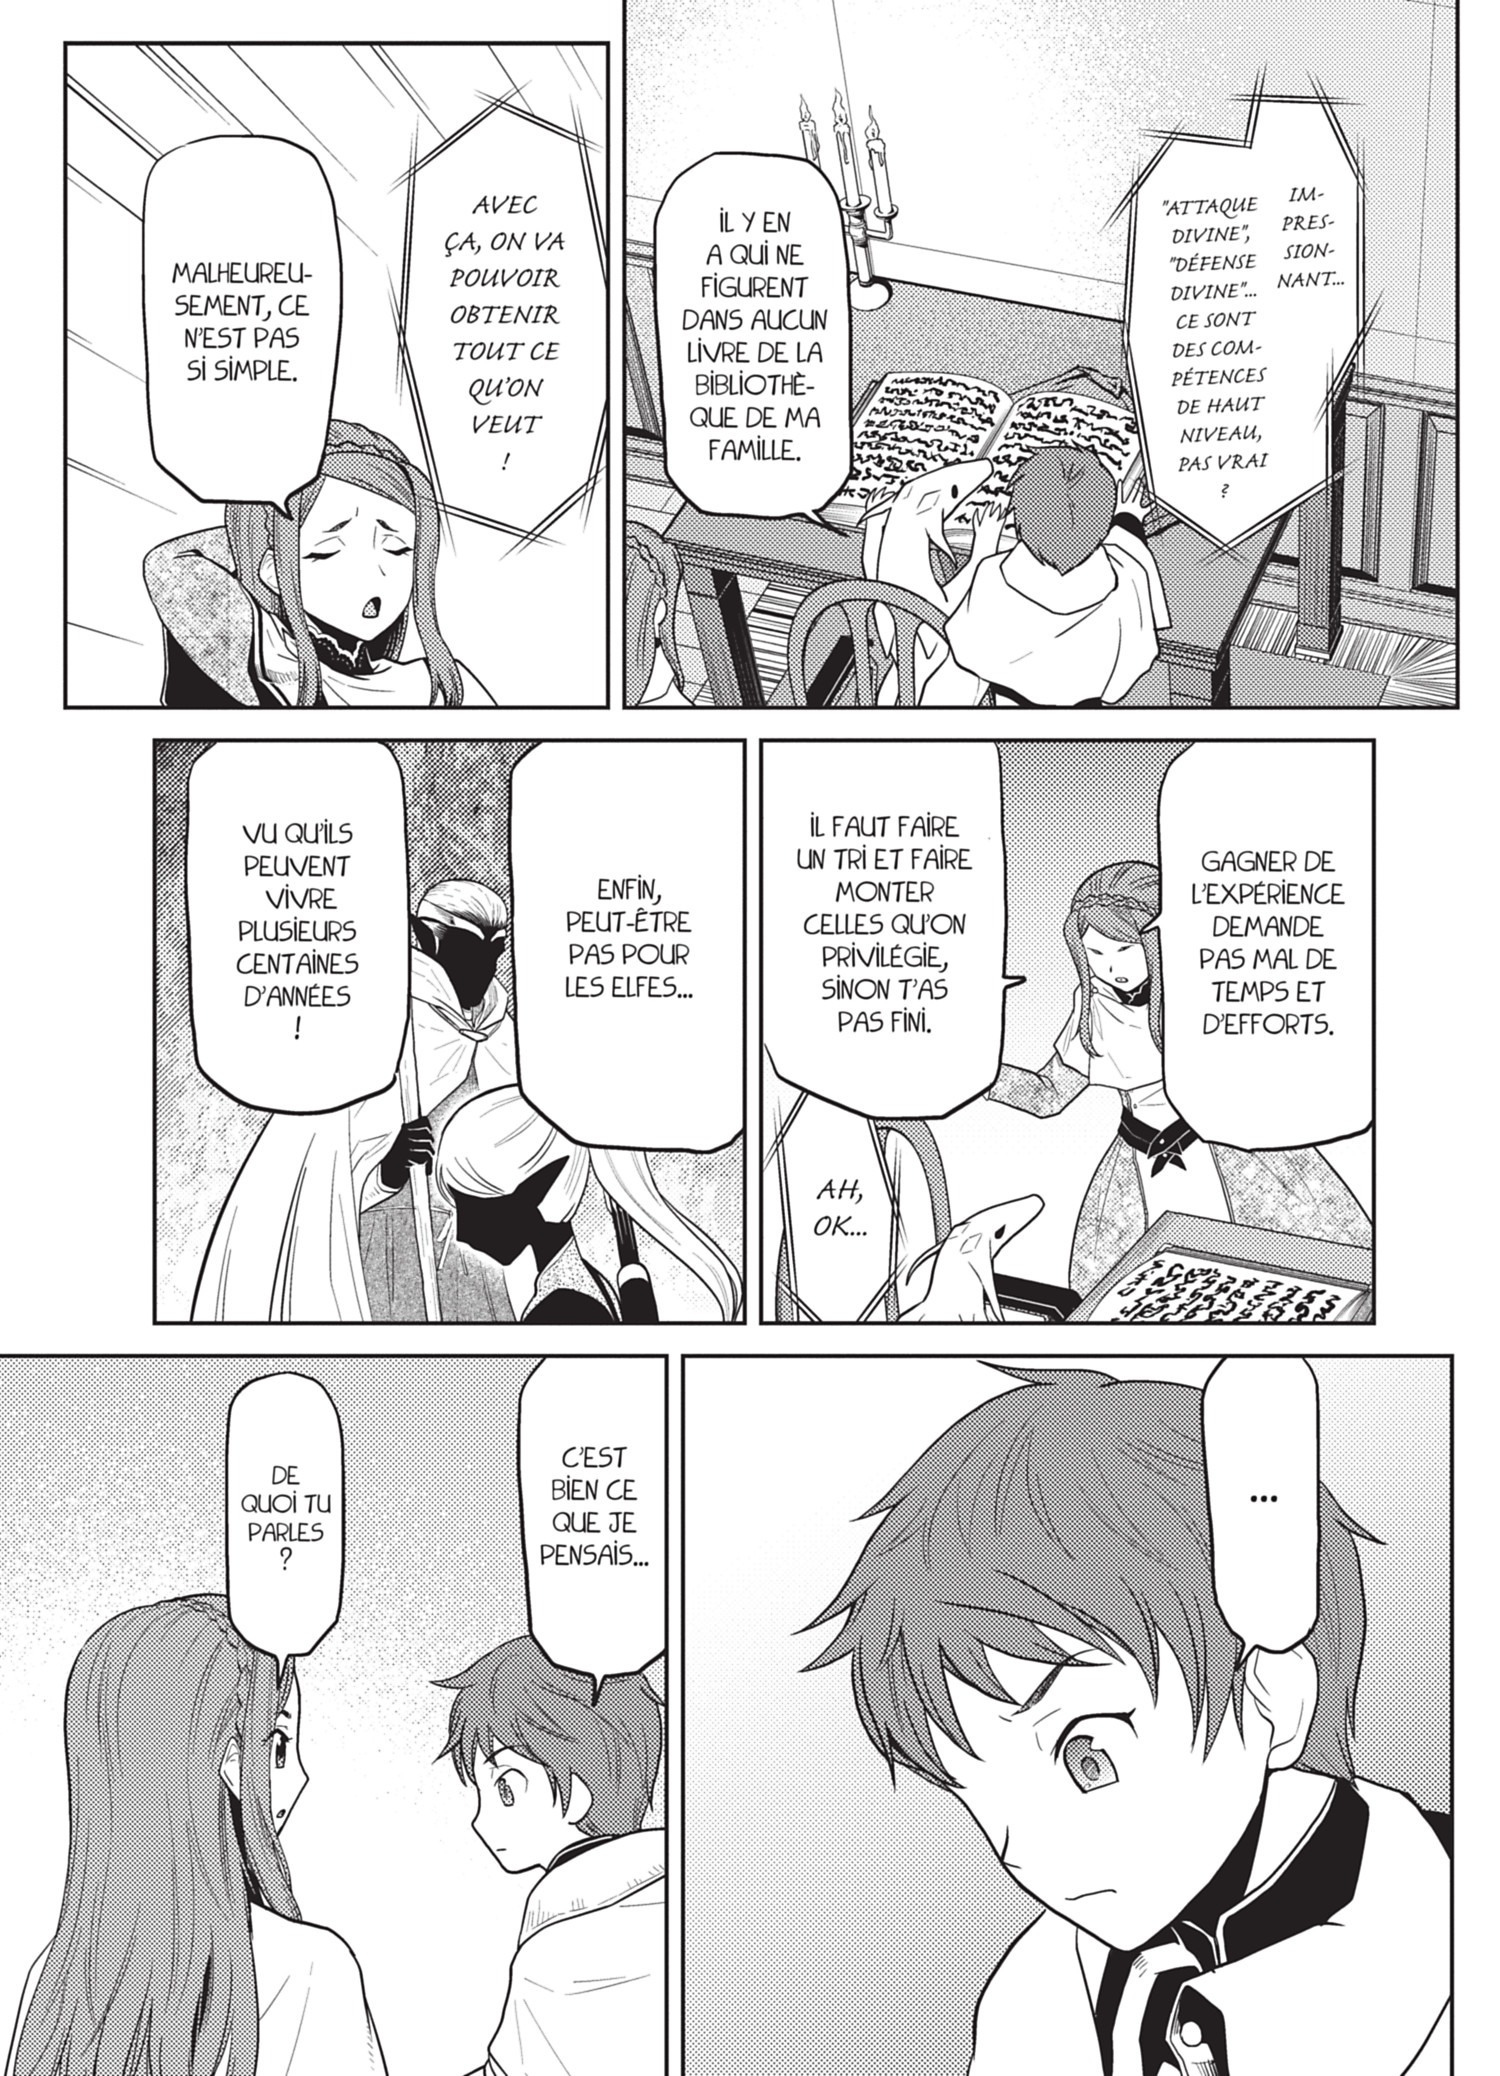 IM-
PRES-
SION-
NANT...
"ATTAQUE
DIVINE",
"DÉFENSE
DIVINE"...
CE SONT
DES COM-
PÉTENCES
DE HAUT
NIVEAU,
PAS VRAI
?
IL Y EN
A QUI NE
FIGURENT
DANS AUCUN
LIVRE DE LA
BIBLIOTHÈ-
QUE DE MA
FAMILLE.
AVEC
ÇA, ON VA
POUVOIR
OBTENIR
TOUT CE
QU'ON
VEUT
!
MALHEUREU-
SEMENT, CE
N'EST PAS
SI SIMPLE.
GAGNER DE
L'EXPÉRIENCE
DEMANDE
PAS MAL DE
TEMPS ET
D'EFFORTS.
IL FAUT FAIRE
UN TRI ET FAIRE
MONTER
CELLES QU'ON
PRIVILÉGIE,
SINON T'AS
PAS FINI.
AH,
OK...
ENFIN,
PEUT-ÊTRE
PAS POUR
LES ELFES...
VU QU'ILS
PEUVENT
VIVRE
PLUSIEURS
CENTAINES
D'ANNÉES
!
...
C'EST
BIEN CE
QUE JE
PENSAIS...
DE
QUOI TU
PARLES
?